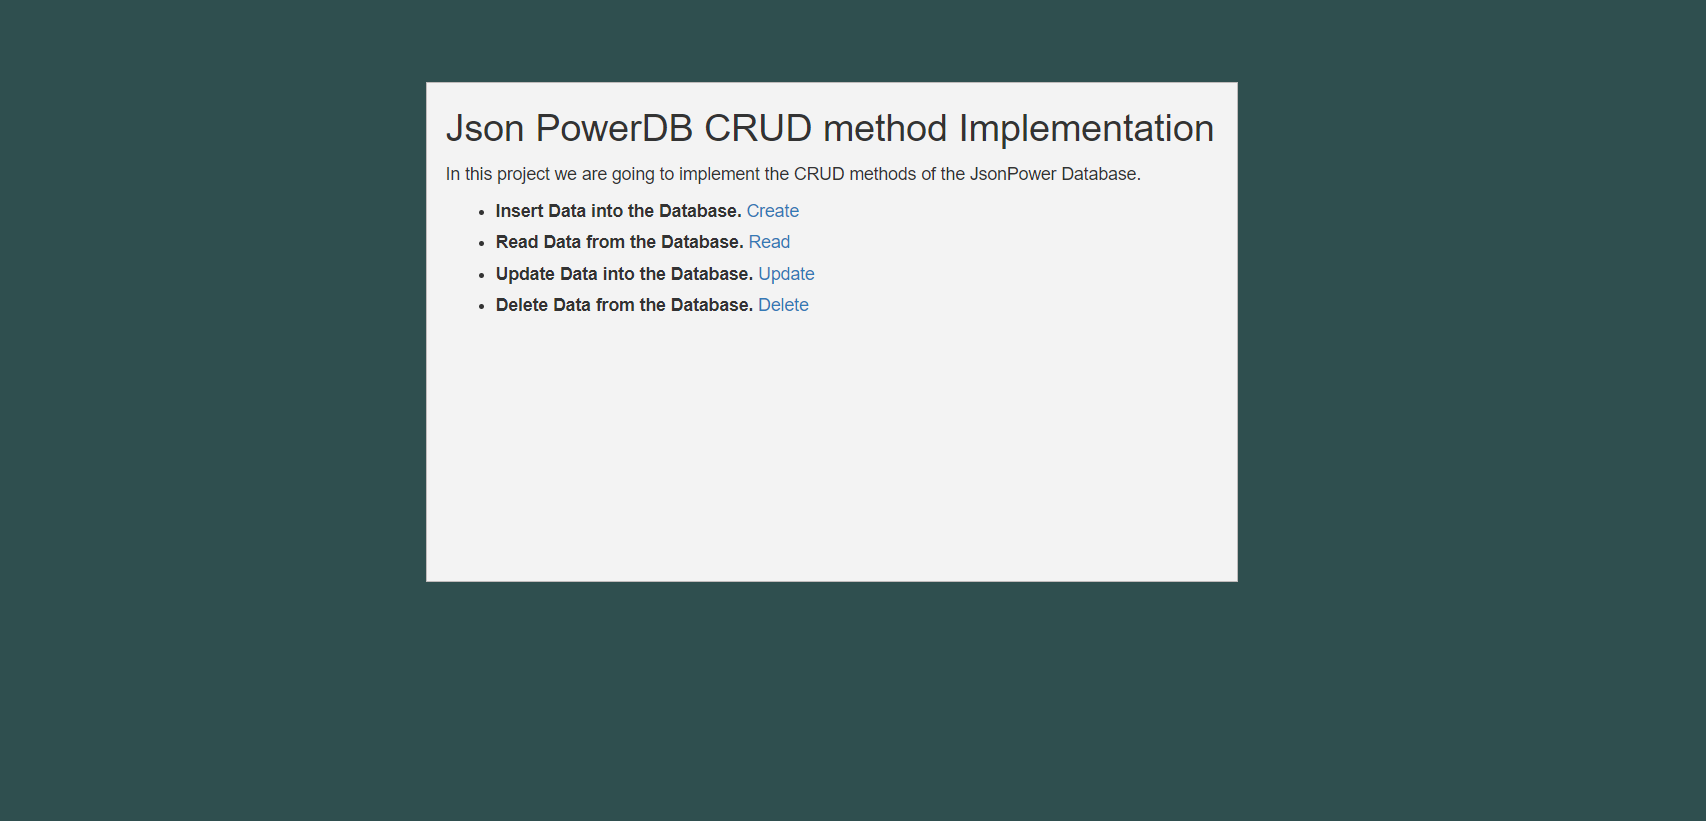 Json PowerDB CRUD method Implementation
In this project we are going to implement the CRUD methods of the JsonPower Database.
Insert Data into the Database. Create
Read Data from the Database. Read
Update Data into the Database. Update
Delete Data from the Database. Delete